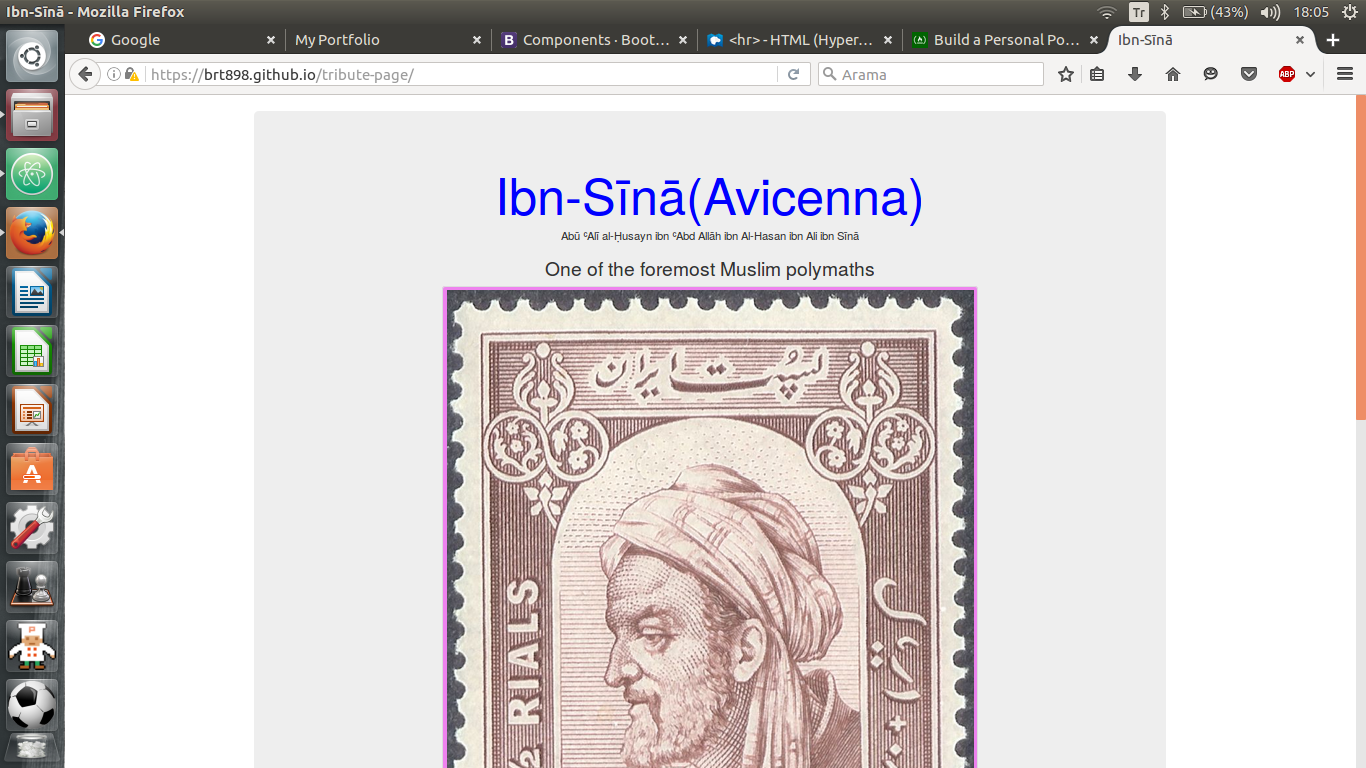 Ibn-Sīnā - Mozilla Firefox
Tr
(43%)
18:05
Google
My Portfolio
Components · Boot…
<hr> - HTML (Hyper…
Build a Personal Po…
Ibn-Sīnā
https://brt898.github.io/tribute-page/
Arama
ABP
Ibn-Sīnā(Avicenna)
Abū ʿAlī al-Ḥusayn ibn ʿAbd Allāh ibn Al-Hasan ibn Ali ibn Sīnā
One of the foremost Muslim polymaths
پست ایران
RIALS
ریال